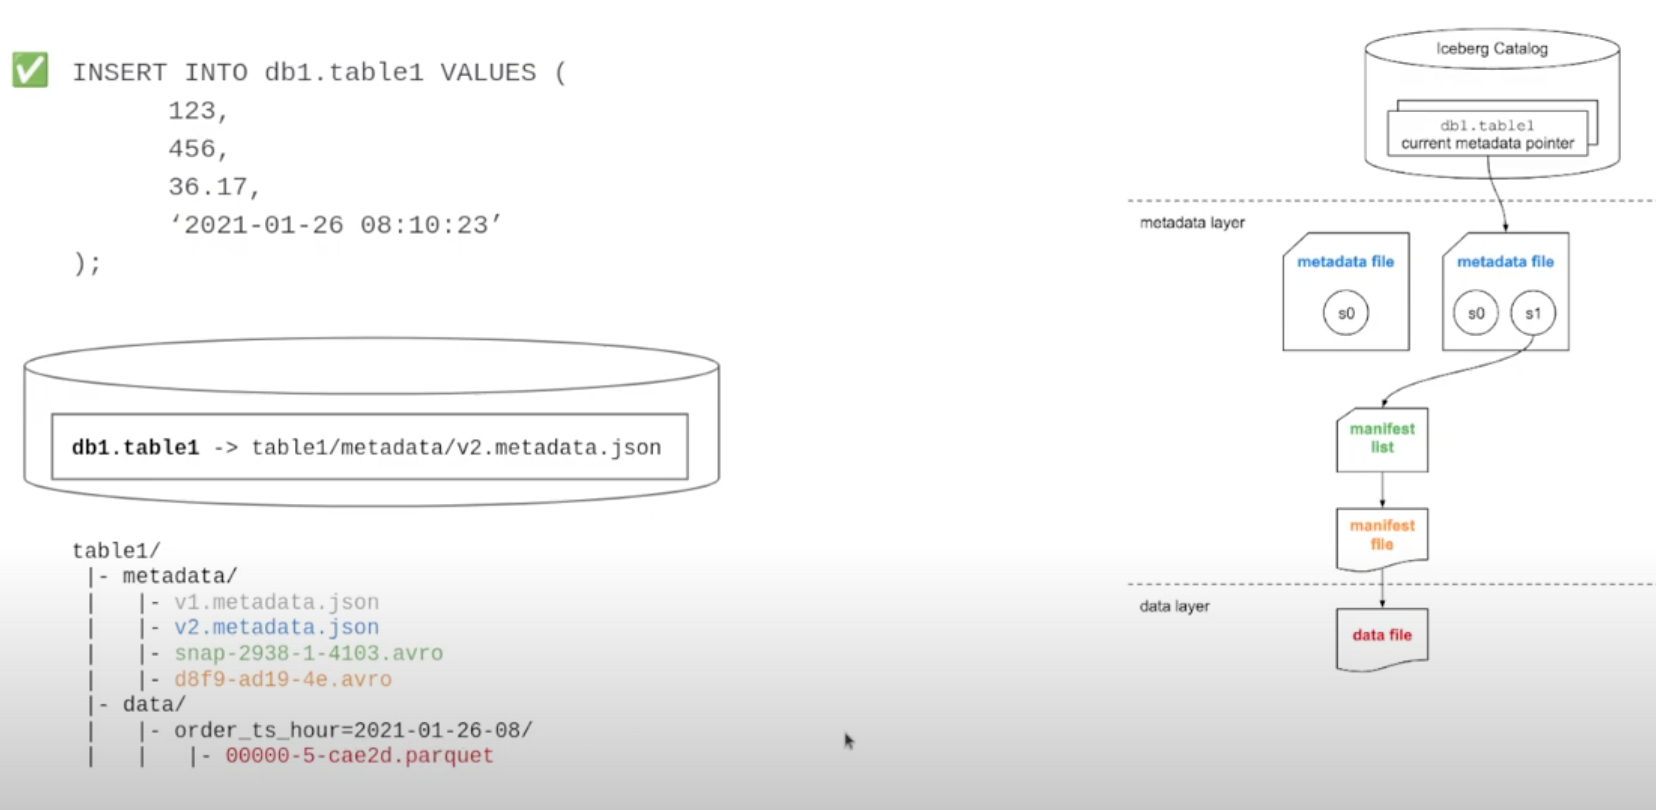 INSERT INTO db1.table1 VALUES (
123,
456,
36.17,
‘2021-01-26 08:10:23’
);
db1.table1 -> table1/metadata/v2.metadata.json
table1/
|- metadata/
| |- v1.metadata.json
| |- v2.metadata.json
| |- snap-2938-1-4103.avro
| |- d8f9-ad19-4e.avro
|- data/
| |- order_ts_hour=2021-01-26-08/
| | |- 00000-5-cae2d.parquet
Iceberg Catalog
db1.table1
current metadata pointer
metadata layer
metadata file
s0
metadata file
s0 s1
manifest
list
manifest
file
data layer
data file